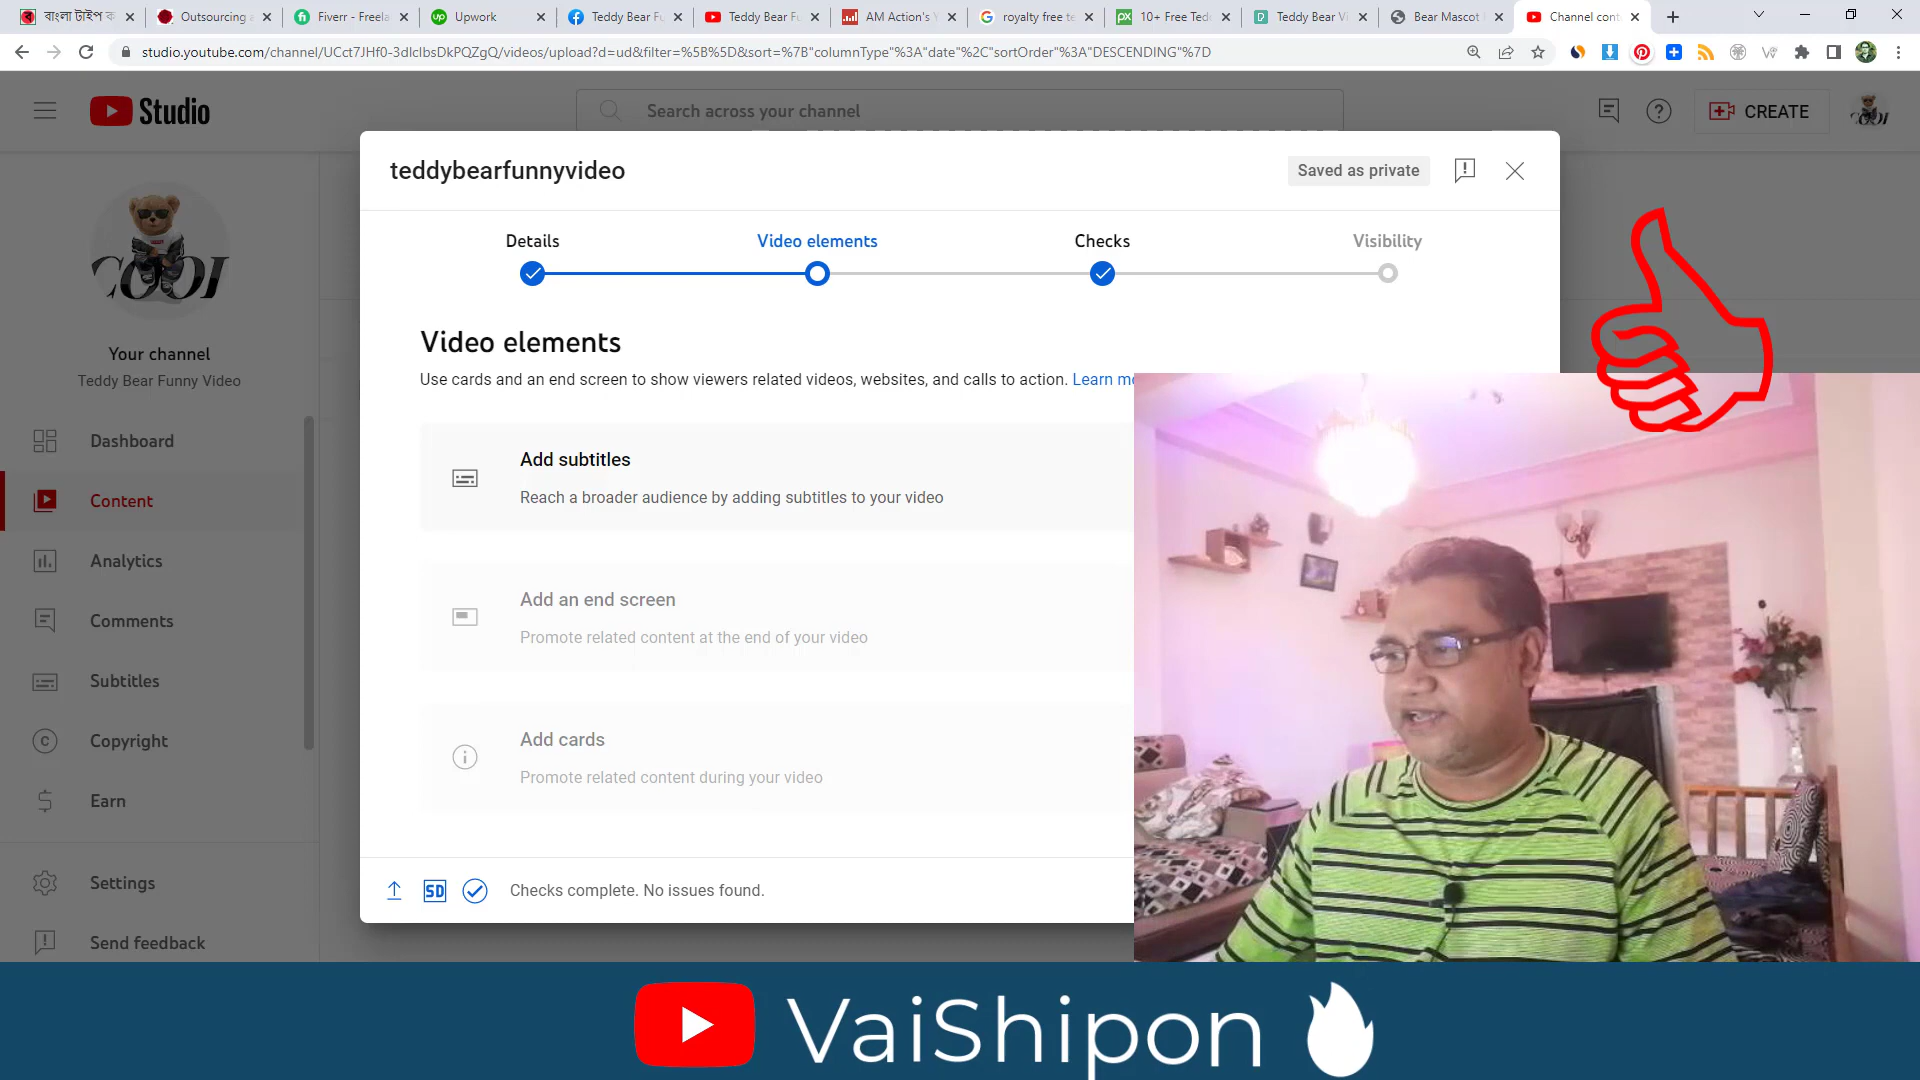 বাংলা টাইপ ক
Outsourcing a
Fiverr - Freela
Upwork
Teddy Bear Fu
Teddy Bear Fu
AM Action's Y
royalty free te
10+ Free Tedd
Teddy Bear Vi
Bear Mascot
Channel cont
studio.youtube.com/channel/UCct7JHf0-3dlcIbsDkPQZgQ/videos/upload?d=ud&filter=%5B%5D&sort=%7B"columnType"%3A"date"%2C"sortOrder"%3A"DESCENDING"%7D
Studio
Search across your channel
CREATE
teddybearfunnyvideo
Saved as private
Details
Video elements
Checks
Visibility
Your channel
Teddy Bear Funny Video
Dashboard
Content
Analytics
Comments
Subtitles
Copyright
Earn
Settings
Send feedback
Video elements
Use cards and an end screen to show viewers related videos, websites, and calls to action. Learn mo
Add subtitles
Reach a broader audience by adding subtitles to your video
Add an end screen
Promote related content at the end of your video
Add cards
Promote related content during your video
SD
Checks complete. No issues found.
VaiShipon